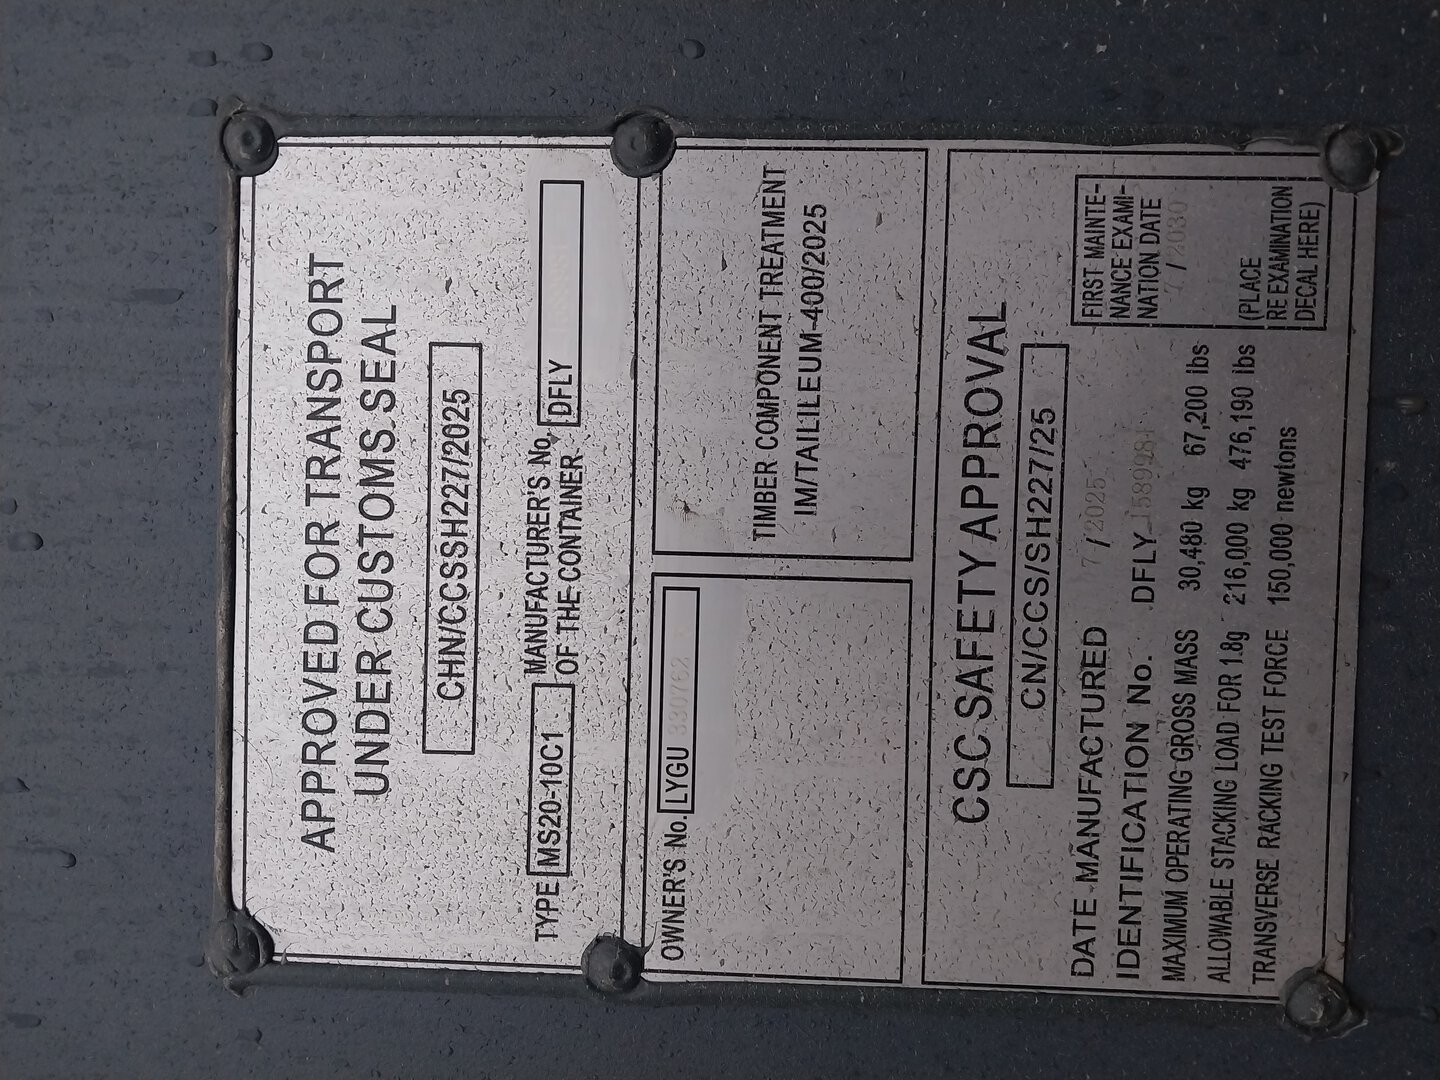 APPROVED FOR TRANSPORT
UNDER CUSTOMS SEAL
CHN/CCSSH227/2025
TYPE MS20-10C1 MANUFACTURER'S No.
OF THE CONTAINER DFLY
OWNER'S No. LYGU 330762
TIMBER COMPONENT TREATMENT
IM/TAILILEUM-400/2025
CSC SAFETY APPROVAL
CN/CCS/SH227/25
DATE MANUFACTURED 7 / 2025
IDENTIFICATION No. DFLY
MAXIMUM OPERATING GROSS MASS 30,480 kg 67,200 lbs
ALLOWABLE STACKING LOAD FOR 1.8g 216,000 kg 476,190 lbs
TRANSVERSE RACKING TEST FORCE 150,000 newtons
FIRST MAINTE-
NANCE EXAMI-
NATION DATE
7 / 2030
(PLACE
RE EXAMINATION
DECAL HERE)